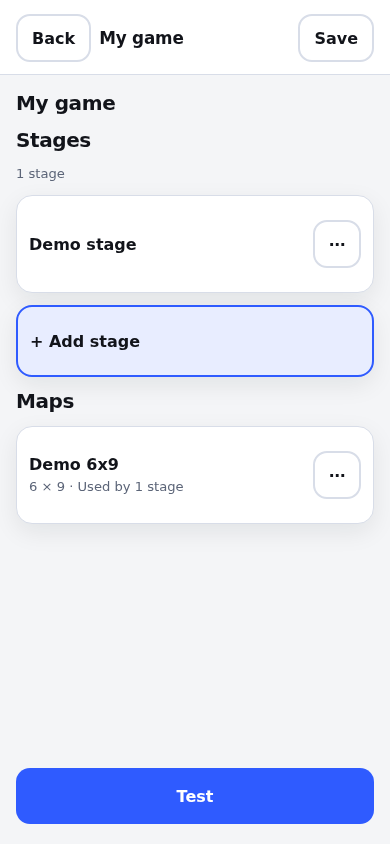 Back
My game
Save
My game
Stages
1 stage
Demo stage
...
+ Add stage
Maps
Demo 6x9
6 × 9 · Used by 1 stage
...
Test